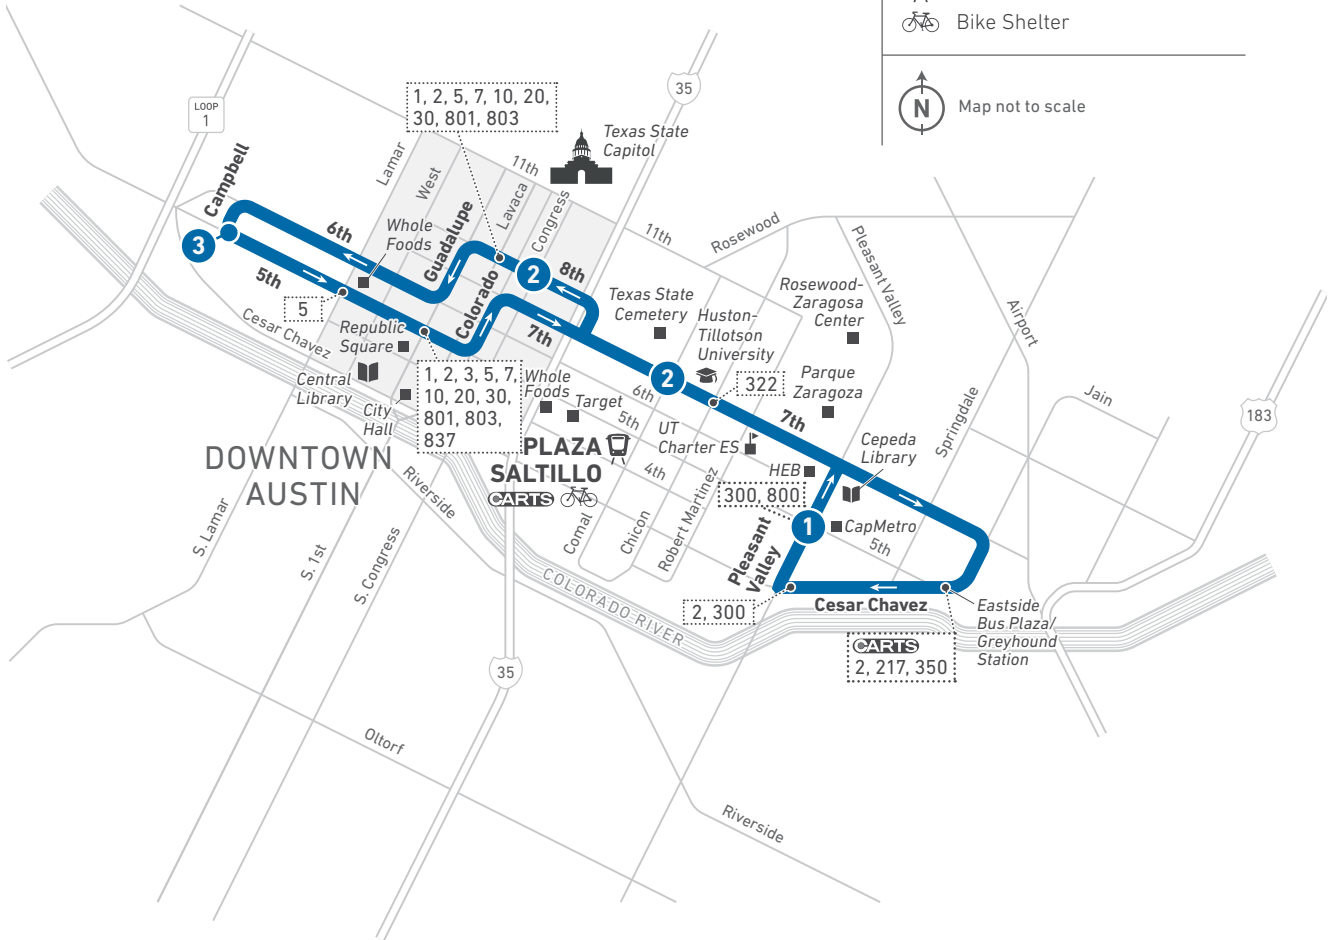 Bike Shelter
N
Map not to scale
LOOP
1
35
1, 2, 5, 7, 10, 20,
30, 801, 803
Texas State
Capitol
Campbell
Lamar
West
11th
Lavaca
Congress
Guadalupe
6th
Whole
Foods
3
5th
5
Cesar Chavez
Republic
Square
Central
Library
City
Hall
Colorado
2
8th
7th
11th
Rosewood
Pleasant Valley
Airport
Texas State
Cemetery
Huston-
Tillotson
University
Rosewood-
Zaragosa
Center
Parque
Zaragoza
1, 2, 3, 5, 7,
10, 20, 30,
801, 803,
837
Whole
Foods
Target
6th
5th
4th
2
322
7th
UT
Charter ES
HEB
Cepeda
Library
Springdale
Jain
183
DOWNTOWN
AUSTIN
PLAZA
SALTILLO
CARTS
Riverside
300, 800
1
CapMetro
5th
Comal
Chicon
Robert Martinez
Pleasant
Valley
S. Lamar
S. 1st
S. Congress
COLORADO RIVER
2, 300
Cesar Chavez
Eastside
Bus Plaza/
Greyhound
Station
CARTS
2, 217, 350
35
Oltorf
Riverside